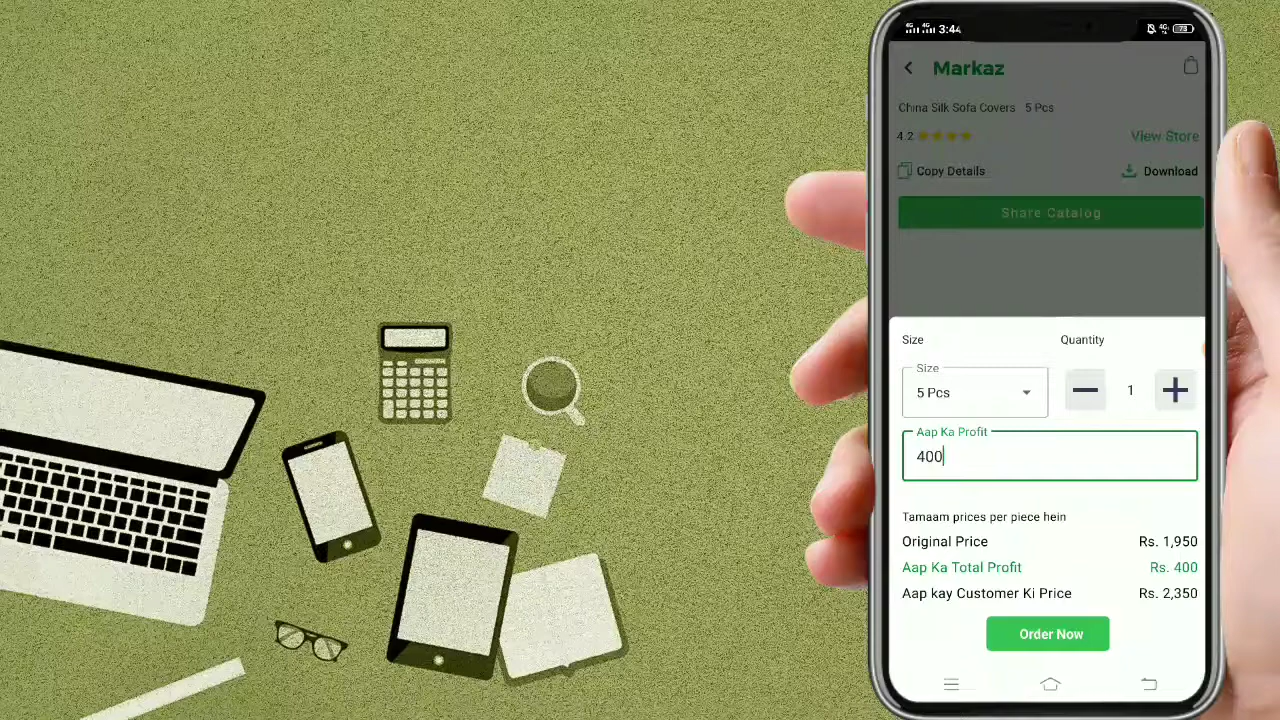 3:44
4G
73
Markaz
China Silk Sofa Covers 5 Pcs
4.2
View Store
Copy Details
Download
Share Catalog
Size
Quantity
Size
5 Pcs
1
Aap Ka Profit
400
Tamaam prices per piece hein
Original Price Rs. 1,950
Aap Ka Total Profit Rs. 400
Aap kay Customer Ki Price Rs. 2,350
Order Now